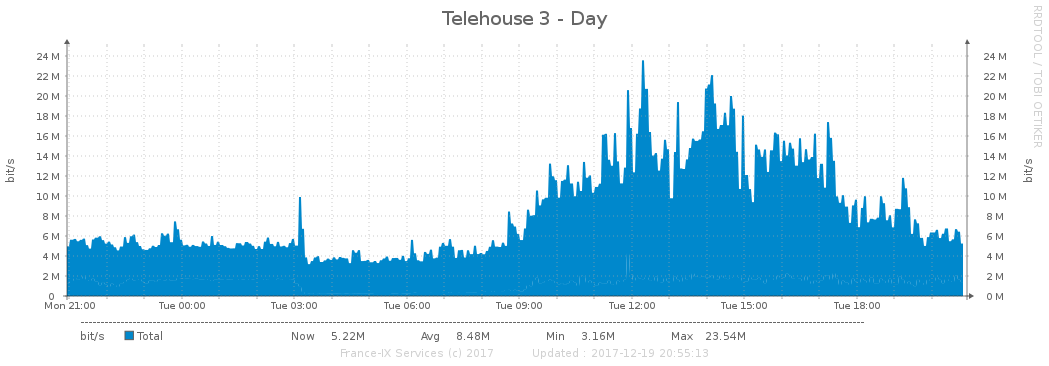 Telehouse 3 - Day
RRDTOOL / TOBI OETIKER
24 M 24 M
22 M 22 M
20 M 20 M
18 M 18 M
16 M 16 M
14 M 14 M
bit/s bit/s
12 M 12 M
10 M 10 M
8 M 8 M
6 M 6 M
4 M 4 M
2 M 2 M
0 0 M
Mon 21:00 Tue 00:00 Tue 03:00 Tue 06:00 Tue 09:00 Tue 12:00 Tue 15:00 Tue 18:00
bit/s Total Now 5.22M Avg 8.48M Min 3.16M Max 23.54M
France-IX Services (c) 2017 Updated : 2017-12-19 20:55:13